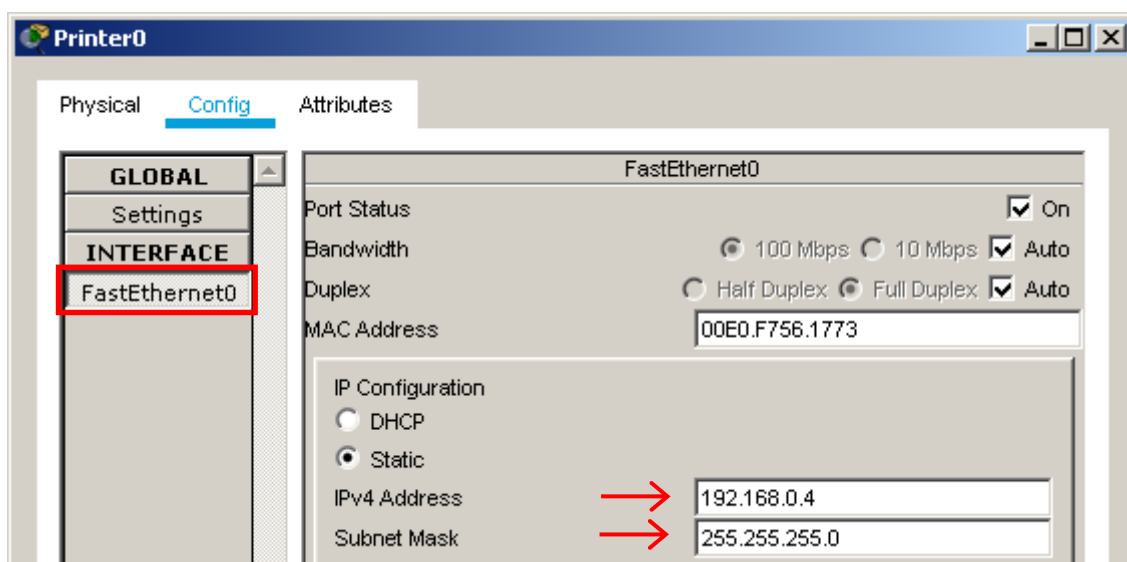 Printer0
Physical Config Attributes
GLOBAL
Settings
INTERFACE
FastEthernet0
FastEthernet0
Port Status On
Bandwidth 100 Mbps 10 Mbps Auto
Duplex Half Duplex Full Duplex Auto
MAC Address 00E0.F756.1773
IP Configuration
DHCP
Static
IPv4 Address 192.168.0.4
Subnet Mask 255.255.255.0